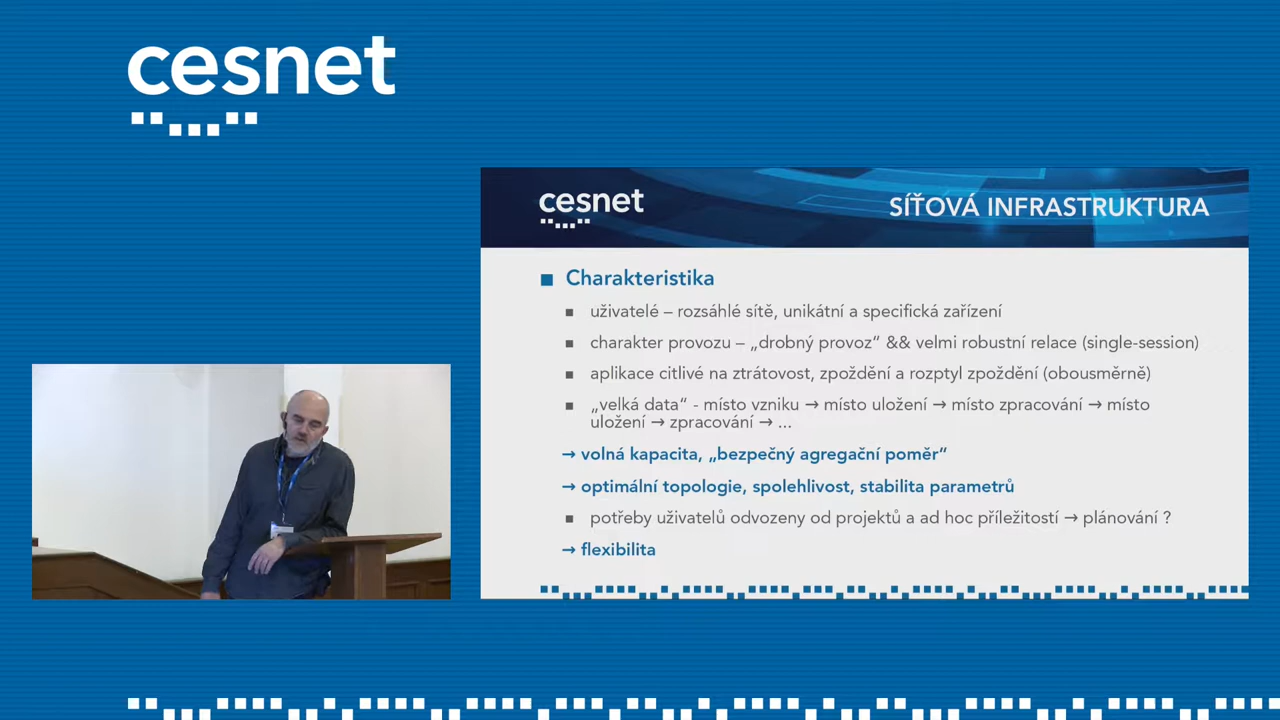 cesnet
cesnet
SÍŤOVÁ INFRASTRUKTURA
Charakteristika
uživatelé – rozsáhlé sítě, unikátní a specifická zařízení
charakter provozu – „drobný provoz“ && velmi robustní relace (single-session)
aplikace citlivé na ztrátovost, zpoždění a rozptyl zpoždění (obousměrně)
„velká data“ - místo vzniku → místo uložení → místo zpracování → místo
uložení → zpracování → ...
→ volná kapacita, „bezpečný agregační poměr“
→ optimální topologie, spolehlivost, stabilita parametrů
potřeby uživatelů odvozeny od projektů a ad hoc příležitostí → plánování ?
→ flexibilita